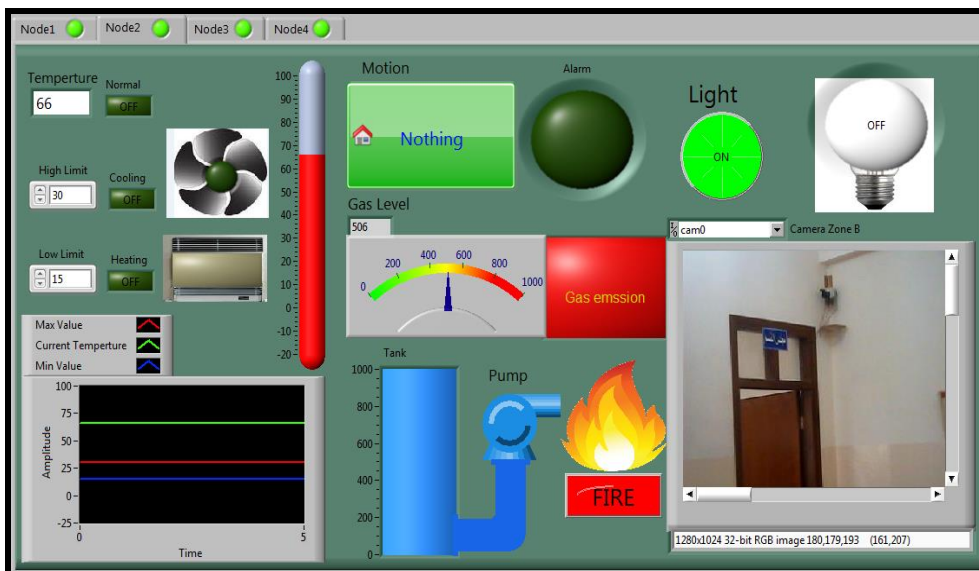 Node1
Node2
Node3
Node4
Temperture
66
Normal
OFF
High Limit
30
Cooling
OFF
Low Limit
15
Heating
OFF
100
90
80
70
60
50
40
30
20
10
0
-10
-20
Max Value
Current Temperture
Min Value
100
75
50
25
0
-25
Amplitude
0
5
Time
Motion
Nothing
Alarm
Gas Level
506
0
200
400
600
800
1000
Gas emssion
Tank
1000
800
600
400
200
0
Pump
FIRE
Light
ON
OFF
cam0
Camera Zone B
1280x1024 32-bit RGB image 180,179,193 (161,207)